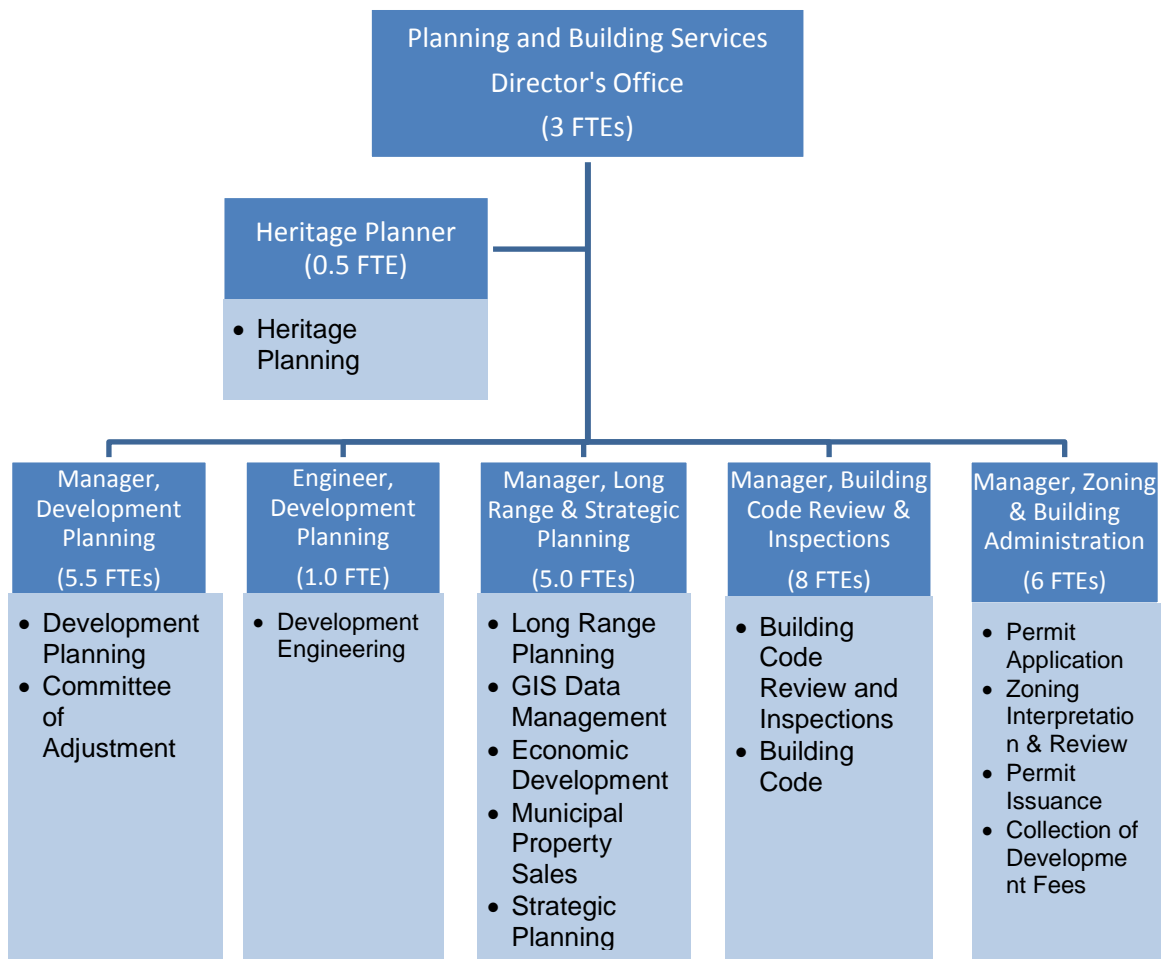 Planning and Building Services
Director's Office
(3 FTEs)
Heritage Planner
(0.5 FTE)
• Heritage
Planning
Manager,
Development
Planning
(5.5 FTEs)
• Development
Planning
• Committee
of
Adjustment
Engineer,
Development
Planning
(1.0 FTE)
• Development
Engineering
Manager, Long
Range & Strategic
Planning
(5.0 FTEs)
• Long Range
Planning
• GIS Data
Management
• Economic
Development
• Municipal
Property
Sales
• Strategic
Planning
Manager, Building
Code Review &
Inspections
(8 FTEs)
• Building
Code
Review and
Inspections
• Building
Code
Manager, Zoning
& Building
Administration
(6 FTEs)
• Permit
Application
• Zoning
Interpretatio
n & Review
• Permit
Issuance
• Collection of
Developme
nt Fees